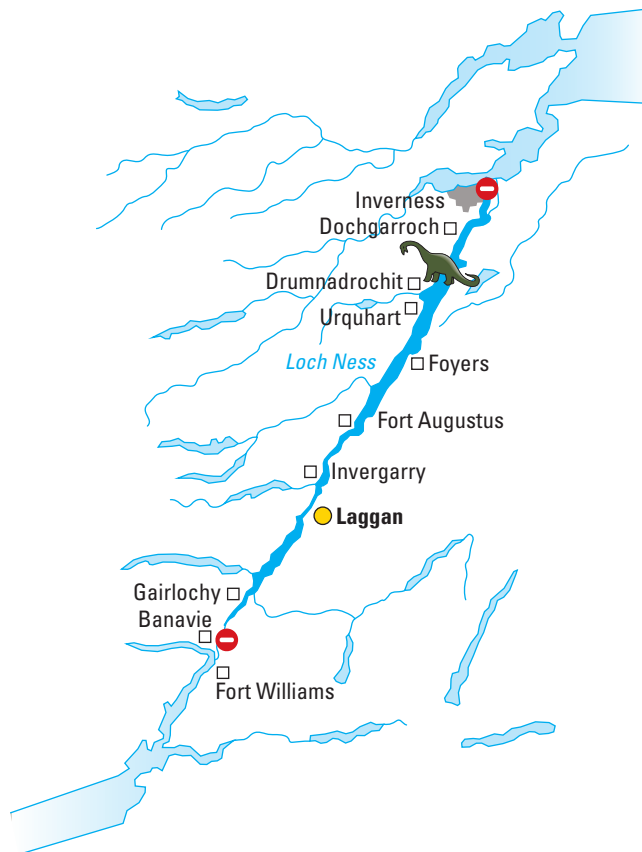 Inverness
Dochgarroch
Drumnadrochit
Urquhart
Loch Ness
Foyers
Fort Augustus
Invergarry
Laggan
Gairlochy
Banavie
Fort Williams